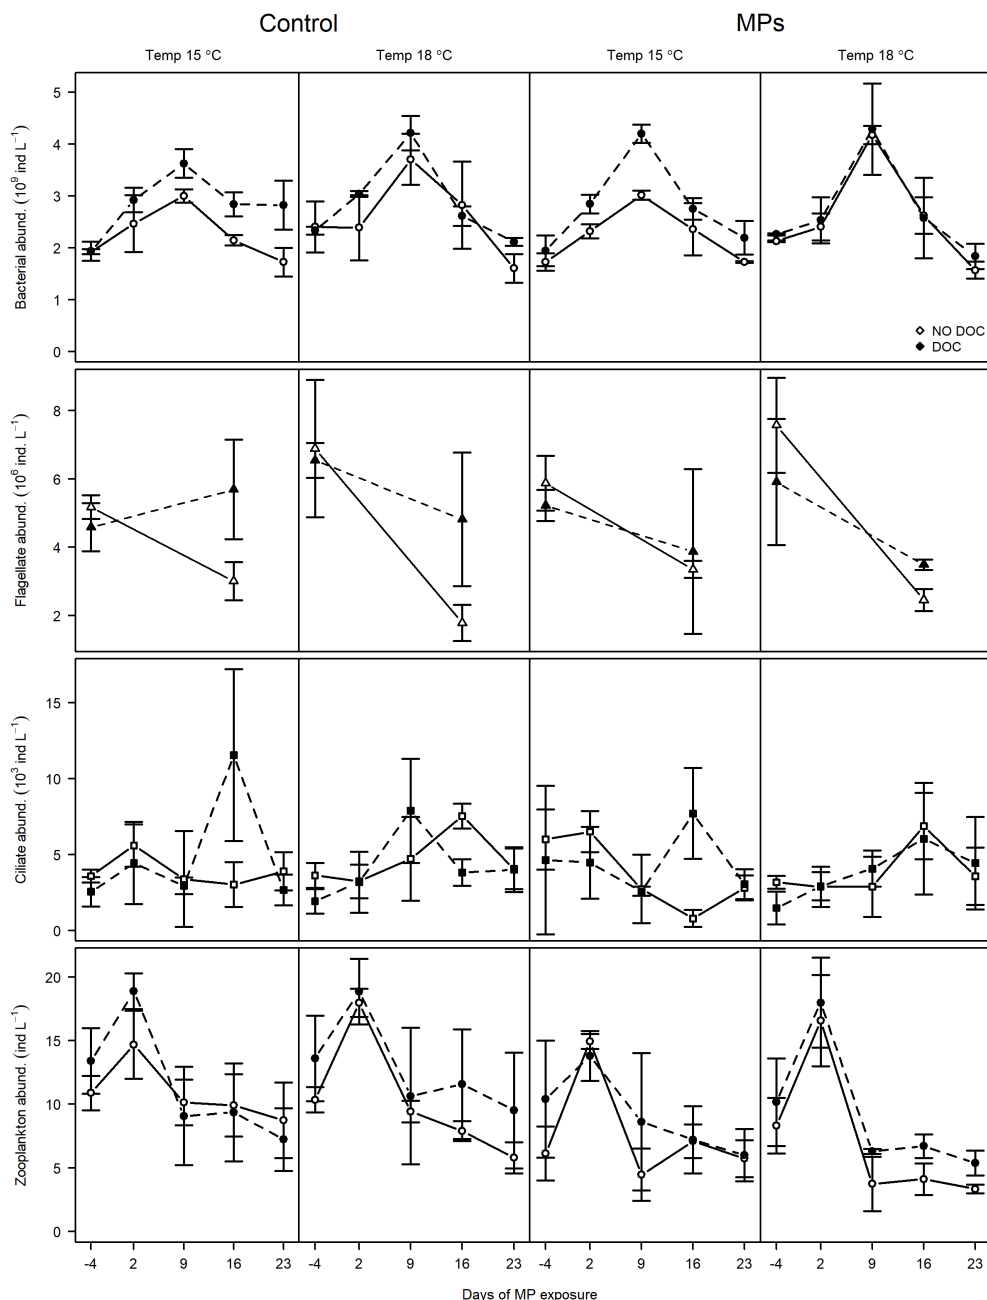 Control MPs
Temp 15 °C Temp 18 °C Temp 15 °C Temp 18 °C
Bacterial abund. (10⁹ ind L⁻¹)
5
4
3
2
1
0
NO DOC
DOC
Flagellate abund. (10⁶ ind. L⁻¹)
8
6
4
2
Ciliate abund. (10³ ind L⁻¹)
15
10
5
0
Zooplankton abund. (ind L⁻¹)
20
15
10
5
0
-4 2 9 16 23 -4 2 9 16 23 -4 2 9 16 23 -4 2 9 16 23
Days of MP exposure